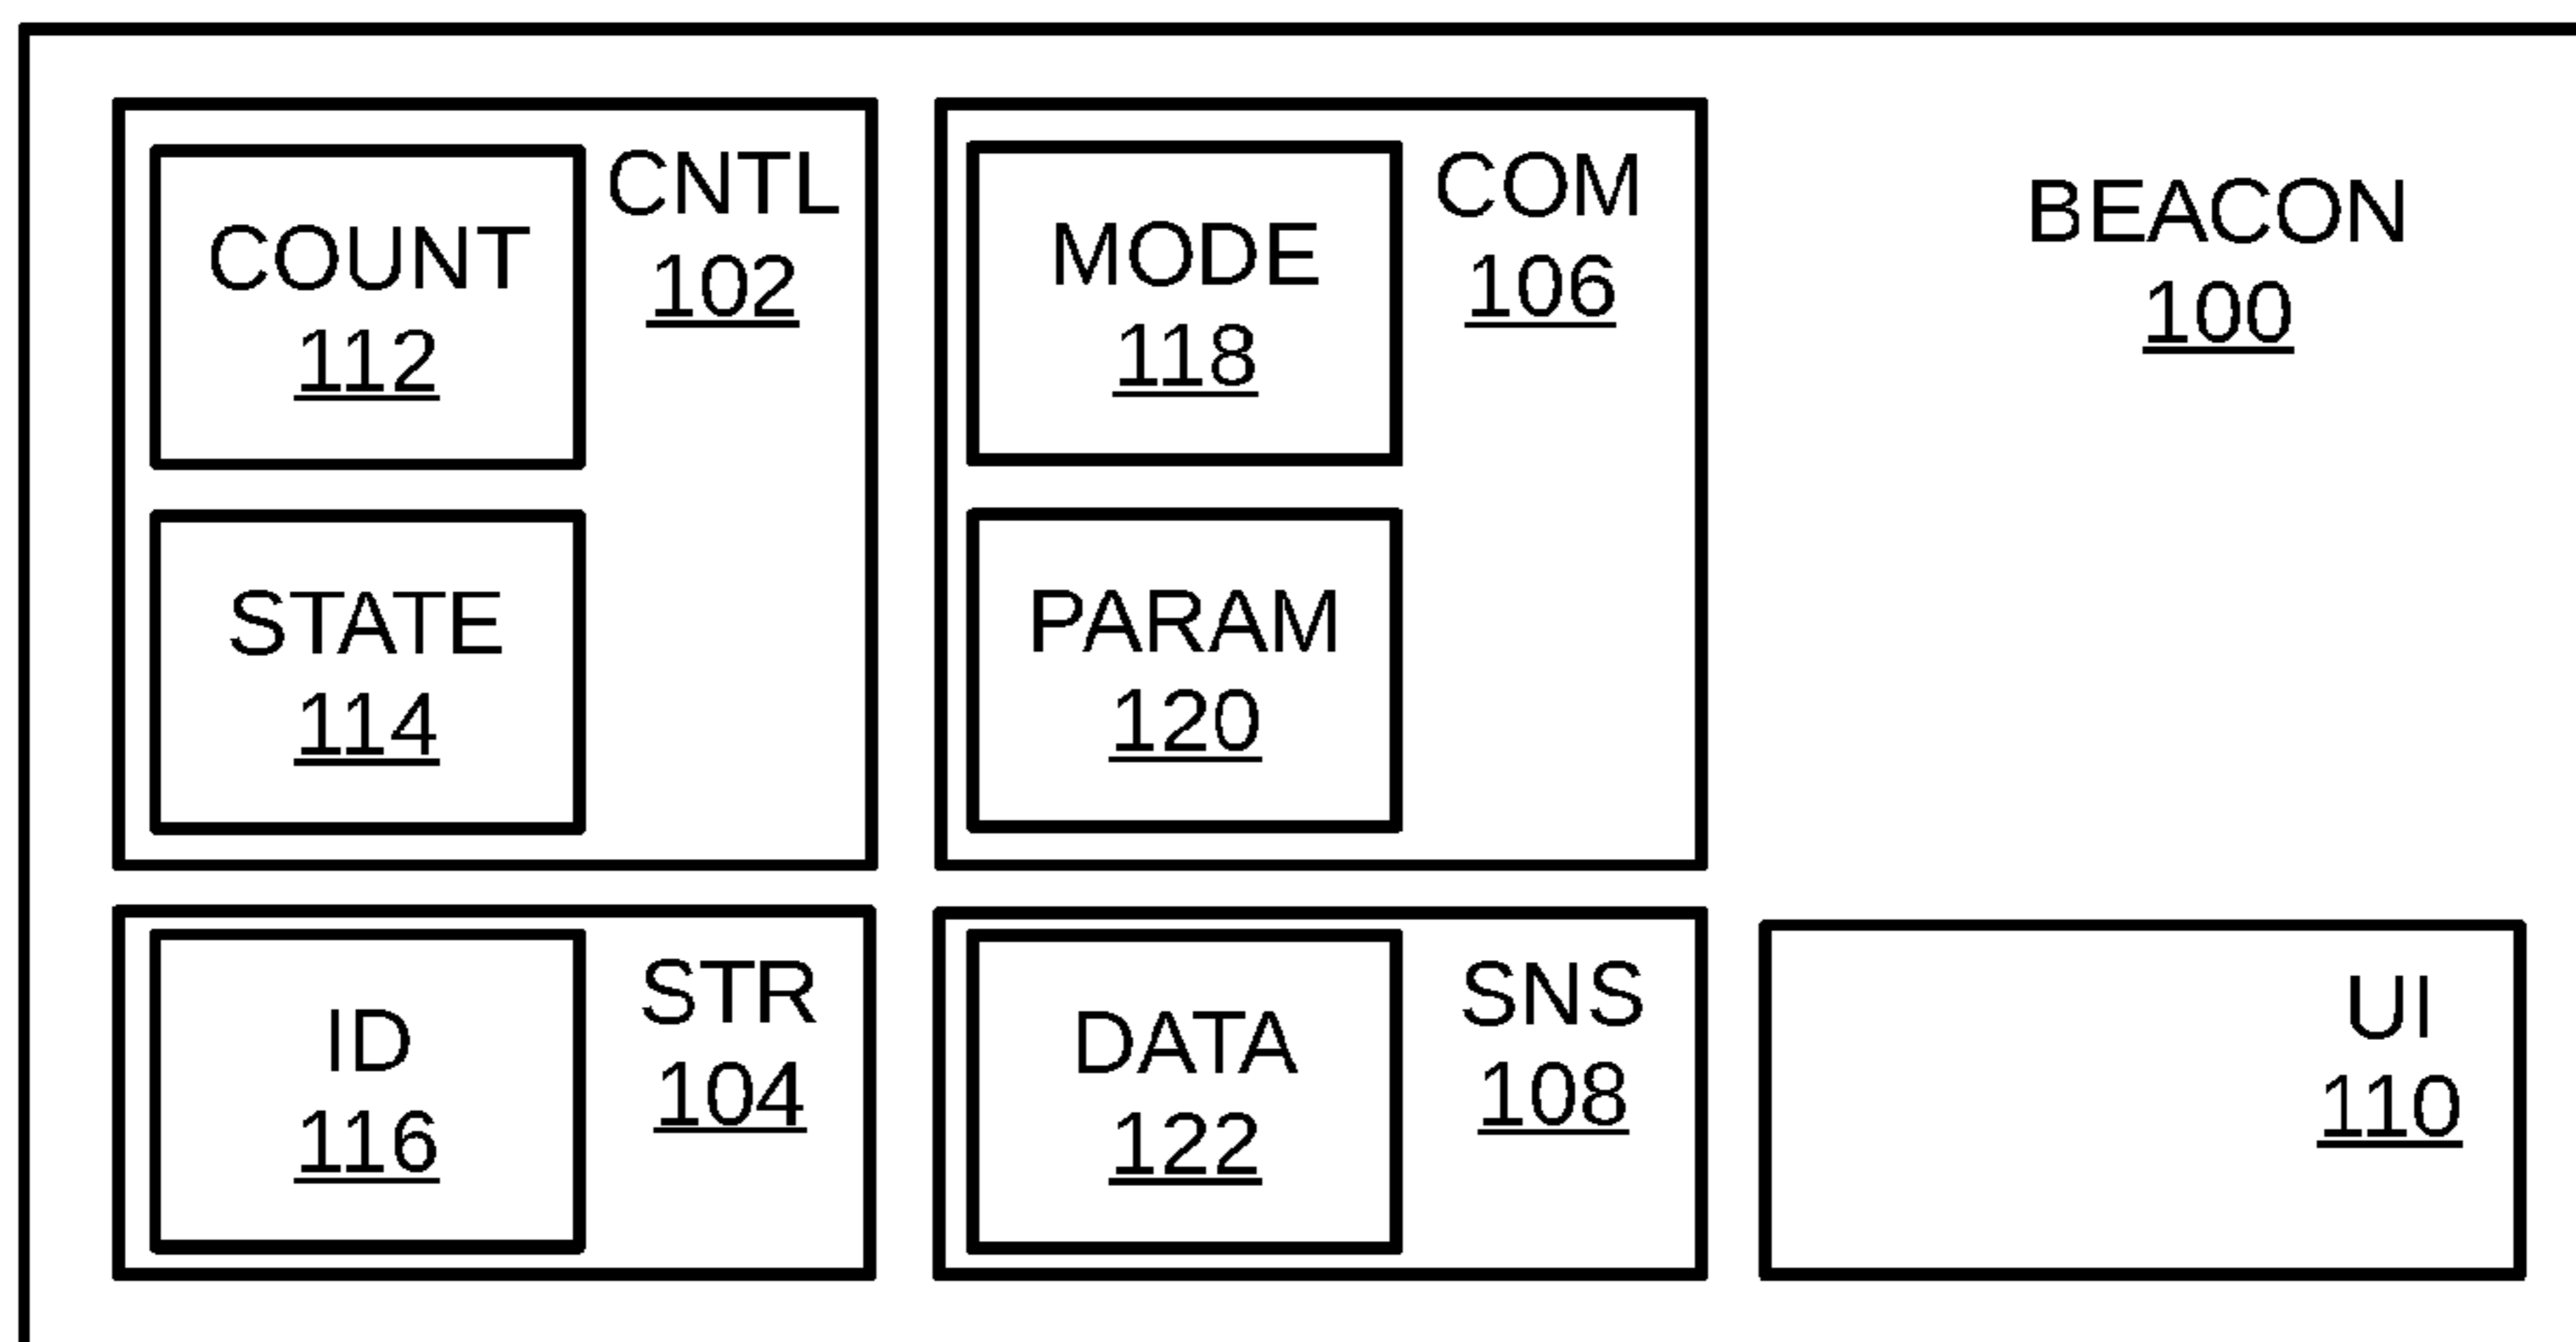 CNTL
102
COUNT
112
STATE
114
COM
106
MODE
118
PARAM
120
BEACON
100
STR
104
ID
116
SNS
108
DATA
122
UI
110